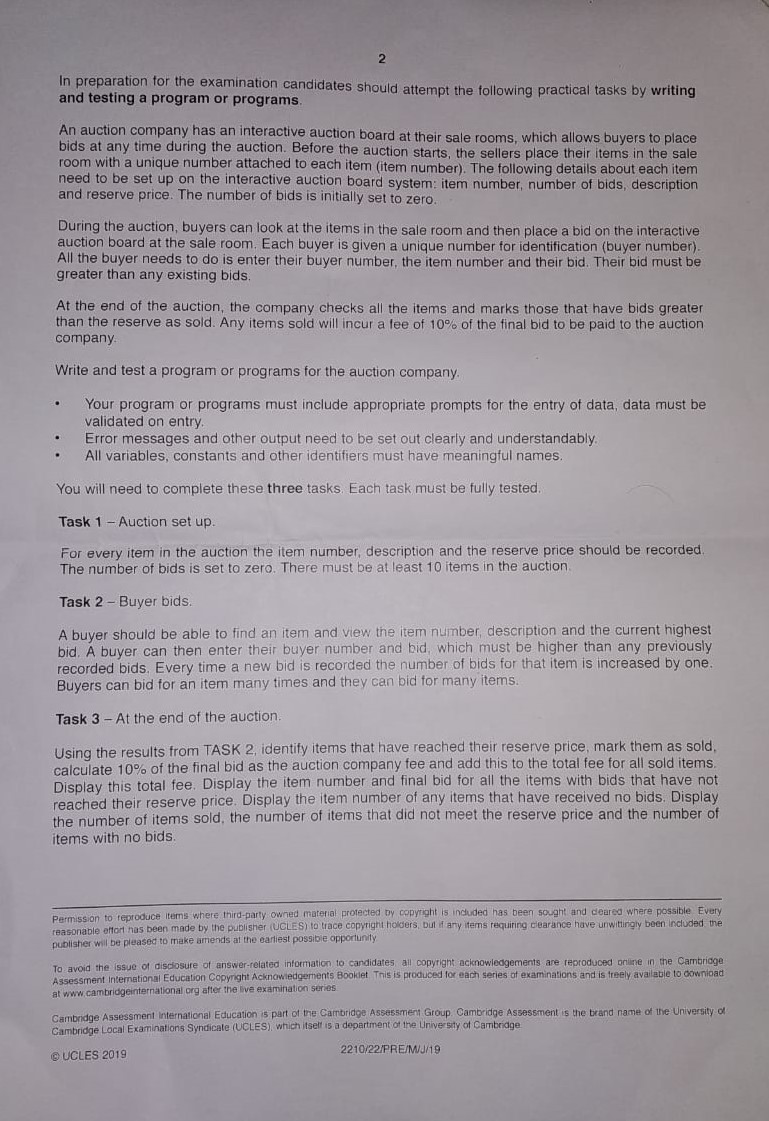 2
In preparation for the examination candidates should attempt the following practical tasks by writing
and testing a program or programs.
An auction company has an interactive auction board at their sale rooms, which allows buyers to place
bids at any time during the auction. Before the auction starts, the sellers place their items in the sale
room with a unique number attached to each item (item number). The following details about each item
need to be set up on the interactive auction board system: item number, number of bids, description
and reserve price. The number of bids is initially set to zero.
During the auction, buyers can look at the items in the sale room and then place a bid on the interactive
auction board at the sale room. Each buyer is given a unique number for identification (buyer number).
All the buyer needs to do is enter their buyer number, the item number and their bid. Their bid must be
greater than any existing bids.
At the end of the auction, the company checks all the items and marks those that have bids greater
than the reserve as sold. Any items sold will incur a fee of 10% of the final bid to be paid to the auction
company.
Write and test a program or programs for the auction company.
• Your program or programs must include appropriate prompts for the entry of data, data must be
validated on entry.
• Error messages and other output need to be set out clearly and understandably.
• All variables, constants and other identifiers must have meaningful names.
You will need to complete these three tasks. Each task must be fully tested.
Task 1 – Auction set up.
For every item in the auction the item number, description and the reserve price should be recorded.
The number of bids is set to zero. There must be at least 10 items in the auction.
Task 2 – Buyer bids.
A buyer should be able to find an item and view the item number, description and the current highest
bid. A buyer can then enter their buyer number and bid, which must be higher than any previously
recorded bids. Every time a new bid is recorded the number of bids for that item is increased by one.
Buyers can bid for an item many times and they can bid for many items.
Task 3 – At the end of the auction.
Using the results from TASK 2, identify items that have reached their reserve price, mark them as sold,
calculate 10% of the final bid as the auction company fee and add this to the total fee for all sold items.
Display this total fee. Display the item number and final bid for all the items with bids that have not
reached their reserve price. Display the item number of any items that have received no bids. Display
the number of items sold, the number of items that did not meet the reserve price and the number of
items with no bids.
Permission to reproduce items where third-party owned material protected by copyright is included has been sought and cleared where possible. Every
reasonable effort has been made by the publisher (UCLES) to trace copyright holders, but if any items requiring clearance have unwittingly been included, the
publisher will be pleased to make amends at the earliest possible opportunity.
To avoid the issue of disclosure of answer-related information to candidates, all copyright acknowledgements are reproduced online in the Cambridge
Assessment International Education Copyright Acknowledgements Booklet. This is produced for each series of examinations and is freely available to download
at www.cambridgeinternational.org after the live examination series.
Cambridge Assessment International Education is part of the Cambridge Assessment Group. Cambridge Assessment is the brand name of the University of
Cambridge Local Examinations Syndicate (UCLES), which itself is a department of the University of Cambridge.
© UCLES 2019
2210/22/PRE/M/J/19